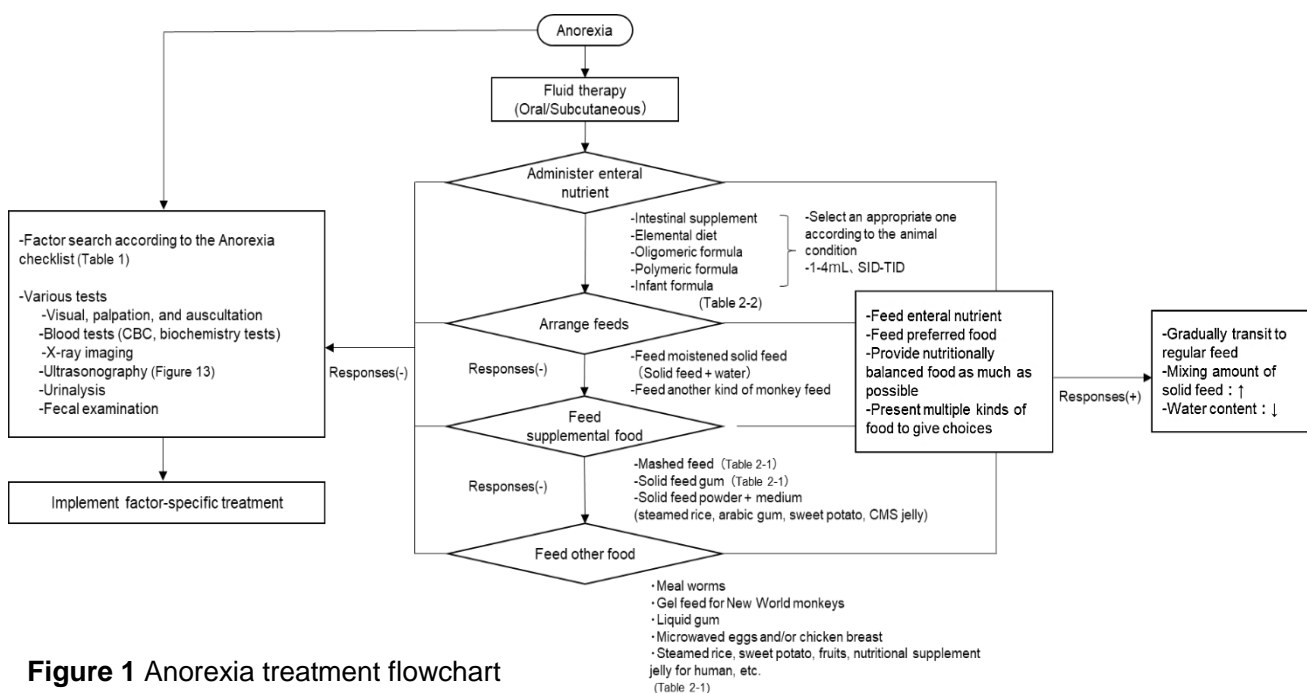 Anorexia
Fluid therapy
(Oral/Subcutaneous)
Administer enteral
nutrient
-Intestinal supplement
-Elemental diet
-Oligomeric formula
-Polymeric formula
-Infant formula
(Table 2-2)
-Select an appropriate one
according to the animal
condition
-1-4mL、SID-TID
-Factor search according to the Anorexia
checklist (Table 1)
-Various tests
-Visual, palpation, and auscultation
-Blood tests (CBC, biochemistry tests)
-X-ray imaging
-Ultrasonography (Figure 13)
-Urinalysis
-Fecal examination
Implement factor-specific treatment
Responses(-)
Arrange feeds
Responses(-)
-Feed moistened solid feed
(Solid feed + water)
-Feed another kind of monkey feed
Feed
supplemental food
Responses(-)
-Mashed feed (Table 2-1)
-Solid feed gum (Table 2-1)
-Solid feed powder + medium
(steamed rice, arabic gum, sweet potato, CMS jelly)
Feed other food
・Meal worms
・Gel feed for New World monkeys
・Liquid gum
・Microwaved eggs and/or chicken breast
・Steamed rice, sweet potato, fruits, nutritional supplement
jelly for human, etc.
(Table 2-1)
-Feed enteral nutrient
-Feed preferred food
-Provide nutritionally
balanced food as much as
possible
-Present multiple kinds of
food to give choices
Responses(+)
-Gradually transit to
regular feed
-Mixing amount of
solid feed：↑
-Water content：↓
Figure 1 Anorexia treatment flowchart